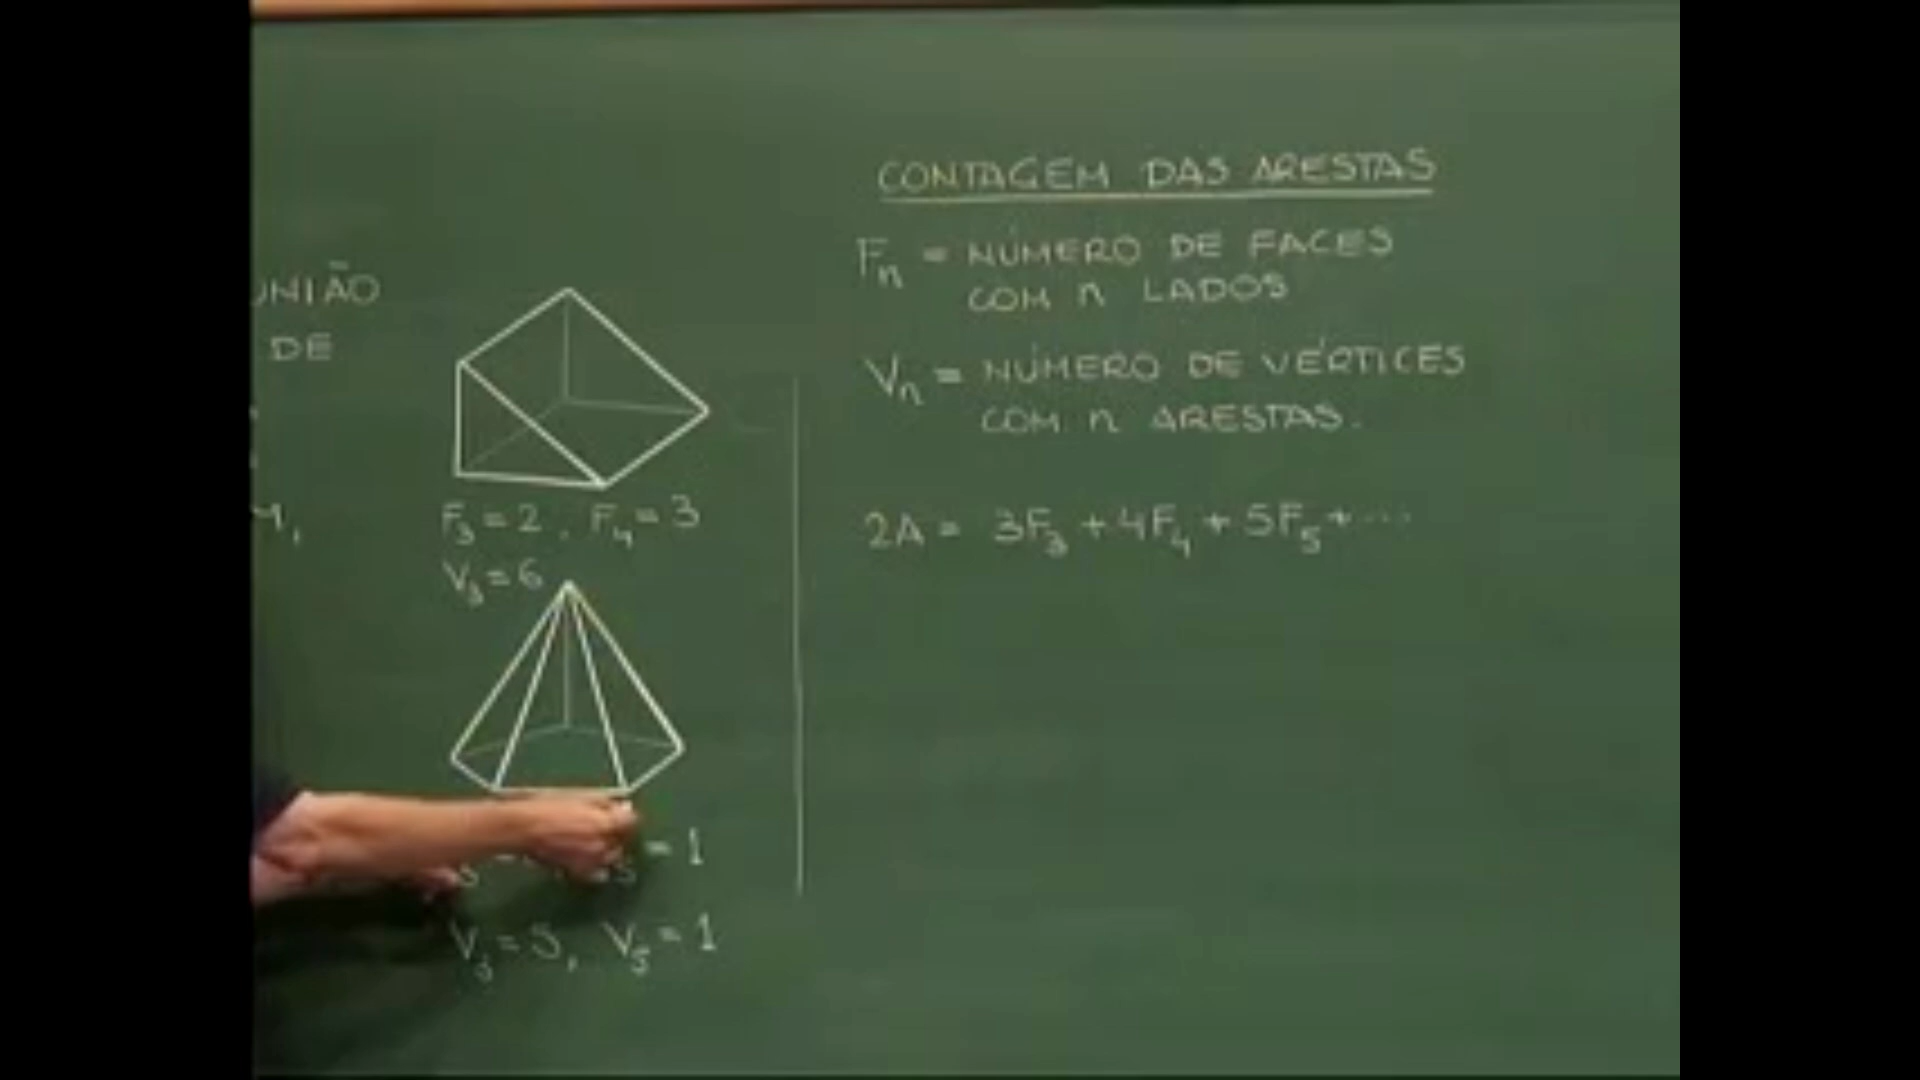 UNIÃO
DE
F₃ = 2, F₄ = 3
V₃ = 6
= 1
V₃ = 5, V₅ = 1
CONTAGEM DAS ARESTAS
Fₙ = NÚMERO DE FACES
COM n LADOS
Vₙ = NÚMERO DE VÉRTICES
COM n ARESTAS.
2A = 3F₃ + 4F₄ + 5F₅ + ...